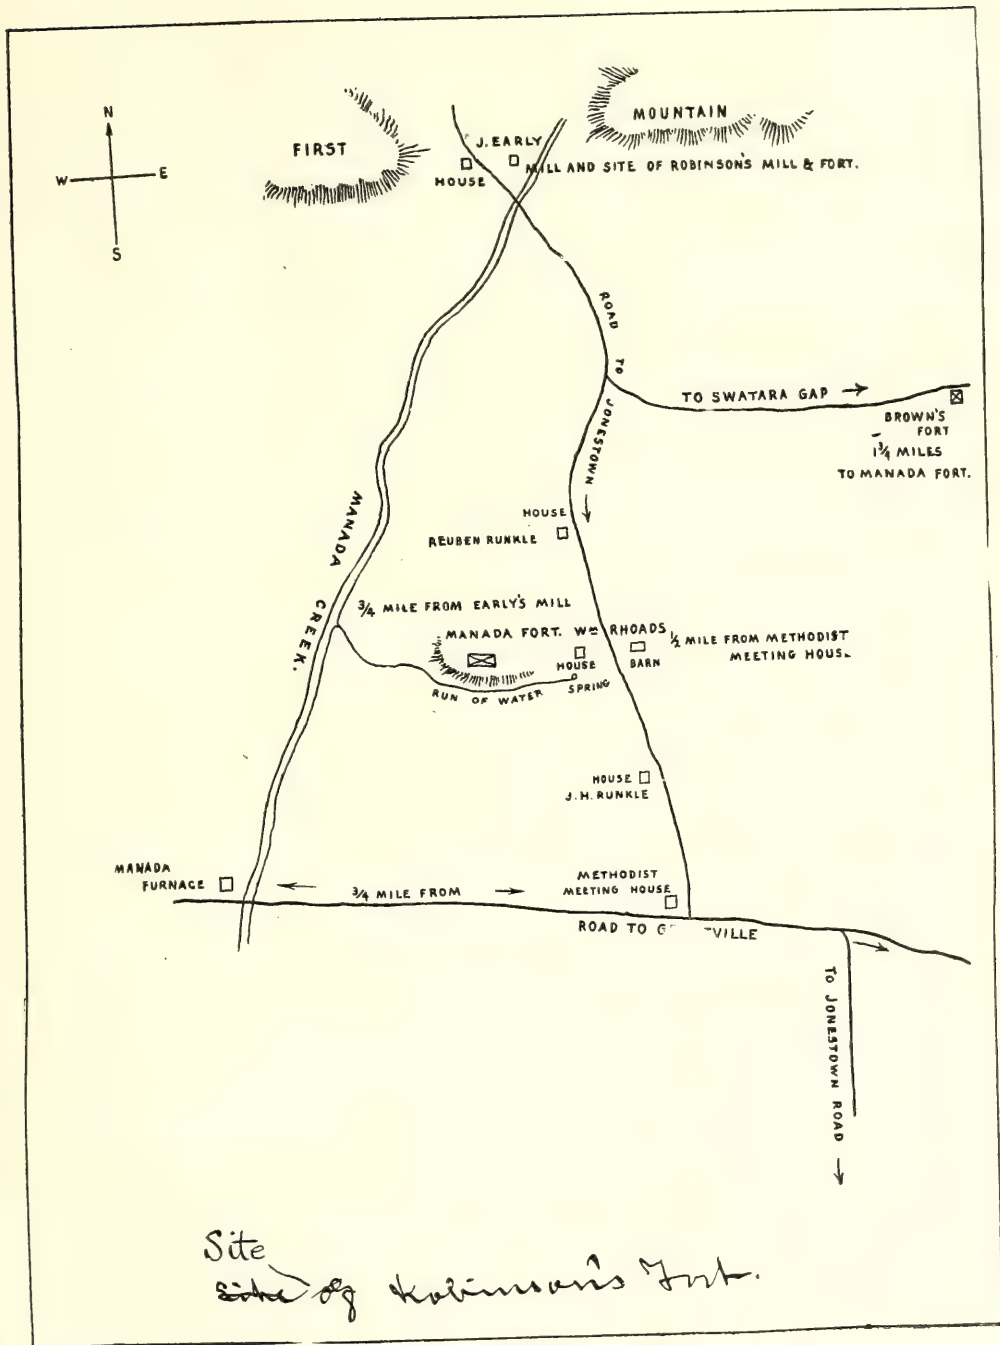 N
W E
S
FIRST
MOUNTAIN
J. EARLY
HOUSE
MILL AND SITE OF ROBINSON'S MILL & FORT.
ROAD TO JONESTOWN
TO SWATARA GAP
BROWN'S
FORT
1 3/4 MILES
TO MANADA FORT.
HOUSE
REUBEN RUNKLE
MANADA CREEK.
3/4 MILE FROM EARLY'S MILL
MANADA FORT.
Wm RHOADS
HOUSE
BARN
1/2 MILE FROM METHODIST
MEETING
SPRING
RUN OF WATER
HOUSE
J. H. RUNKLE
MANADA
FURNACE
3/4 MILE FROM
METHODIST
MEETING HOUSE
ROAD TO
TO JONESTOWN ROAD
Site
Site of Robinson's Fort.